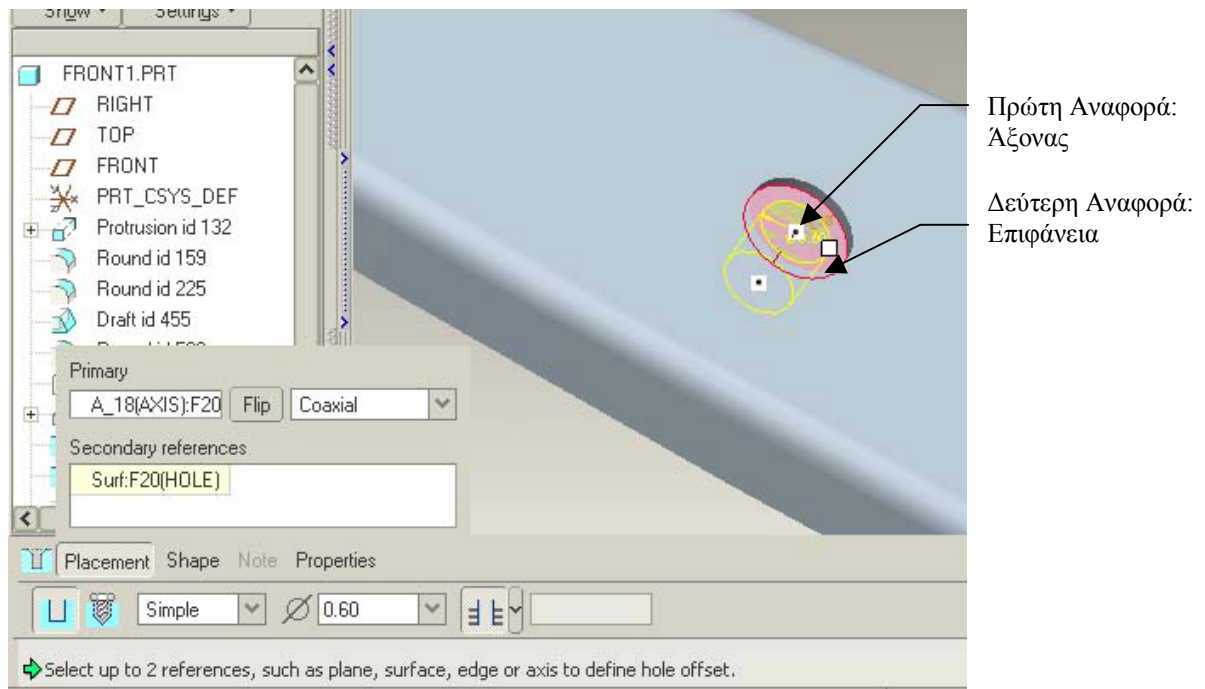 Show Settings
FRONT1.PRT
RIGHT
TOP
FRONT
PRT_CSYS_DEF
Protrusion id 132
Round id 159
Round id 225
Draft id 455
Primary
A_18(AXIS):F20 Flip Coaxial
Secondary references
Surf:F20(HOLE)
Placement Shape Note Properties
Simple 0.60
Select up to 2 references, such as plane, surface, edge or axis to define hole offset.
Πρώτη Αναφορά:
Άξονας
Δεύτερη Αναφορά:
Επιφάνεια